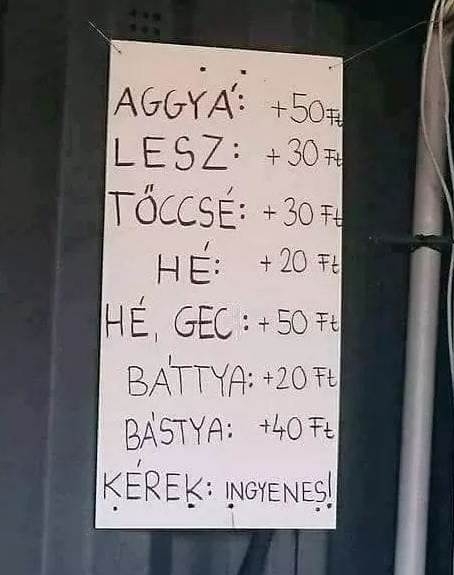 AGGYÁ: +50 Ft
LESZ: +30 Ft
TŐCCSÉ: +30 Ft
HÉ: +20 Ft
HÉ, GEC: +50 Ft
BÁTTYA: +20 Ft
BÁSTYA: +40 Ft
KÉREK: INGYENES!